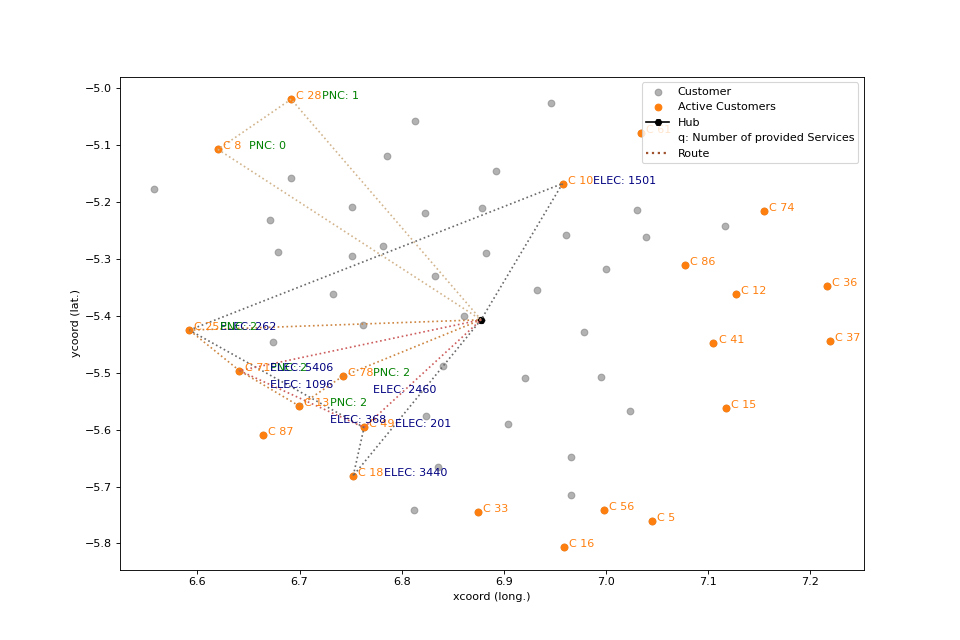 −5.0
−5.1
−5.2
−5.3
−5.4
−5.5
−5.6
−5.7
−5.8
ycoord (lat.)
Customer
Active Customers
Hub
q: Number of provided Services
Route
C 28 PNC: 1
C 8 PNC: 0
C 10 ELEC: 1501
C 74
C 86
C 36
C 12
C 25 ELEC: 262
C 37
C 41
C 71 ELEC: 5406
C 78 PNC: 2
ELEC: 1096
ELEC: 2460
C 13 PNC: 2
C 15
ELEC: 368
C 49 ELEC: 201
C 87
C 18 ELEC: 3440
C 33
C 56
C 5
C 16
6.6 6.7 6.8 6.9 7.0 7.1 7.2
xcoord (long.)